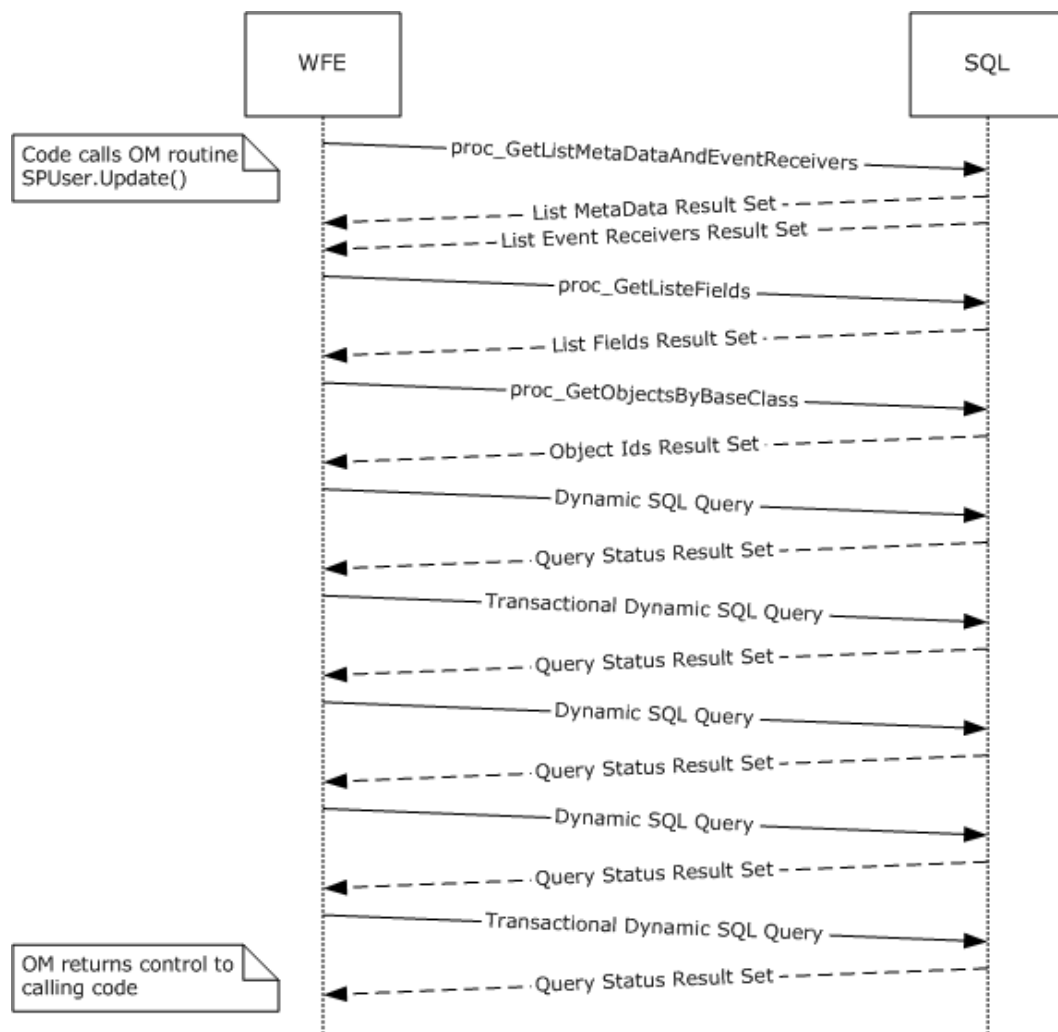 WFE
SQL
Code calls OM routine
SPUser.Update()
proc_GetListMetaDataAndEventReceivers
List MetaData Result Set
List Event Receivers Result Set
proc_GetListeFields
List Fields Result Set
proc_GetObjectsByBaseClass
Object Ids Result Set
Dynamic SQL Query
Query Status Result Set
Transactional Dynamic SQL Query
Query Status Result Set
Dynamic SQL Query
Query Status Result Set
Dynamic SQL Query
Query Status Result Set
Transactional Dynamic SQL Query
OM returns control to
calling code
Query Status Result Set